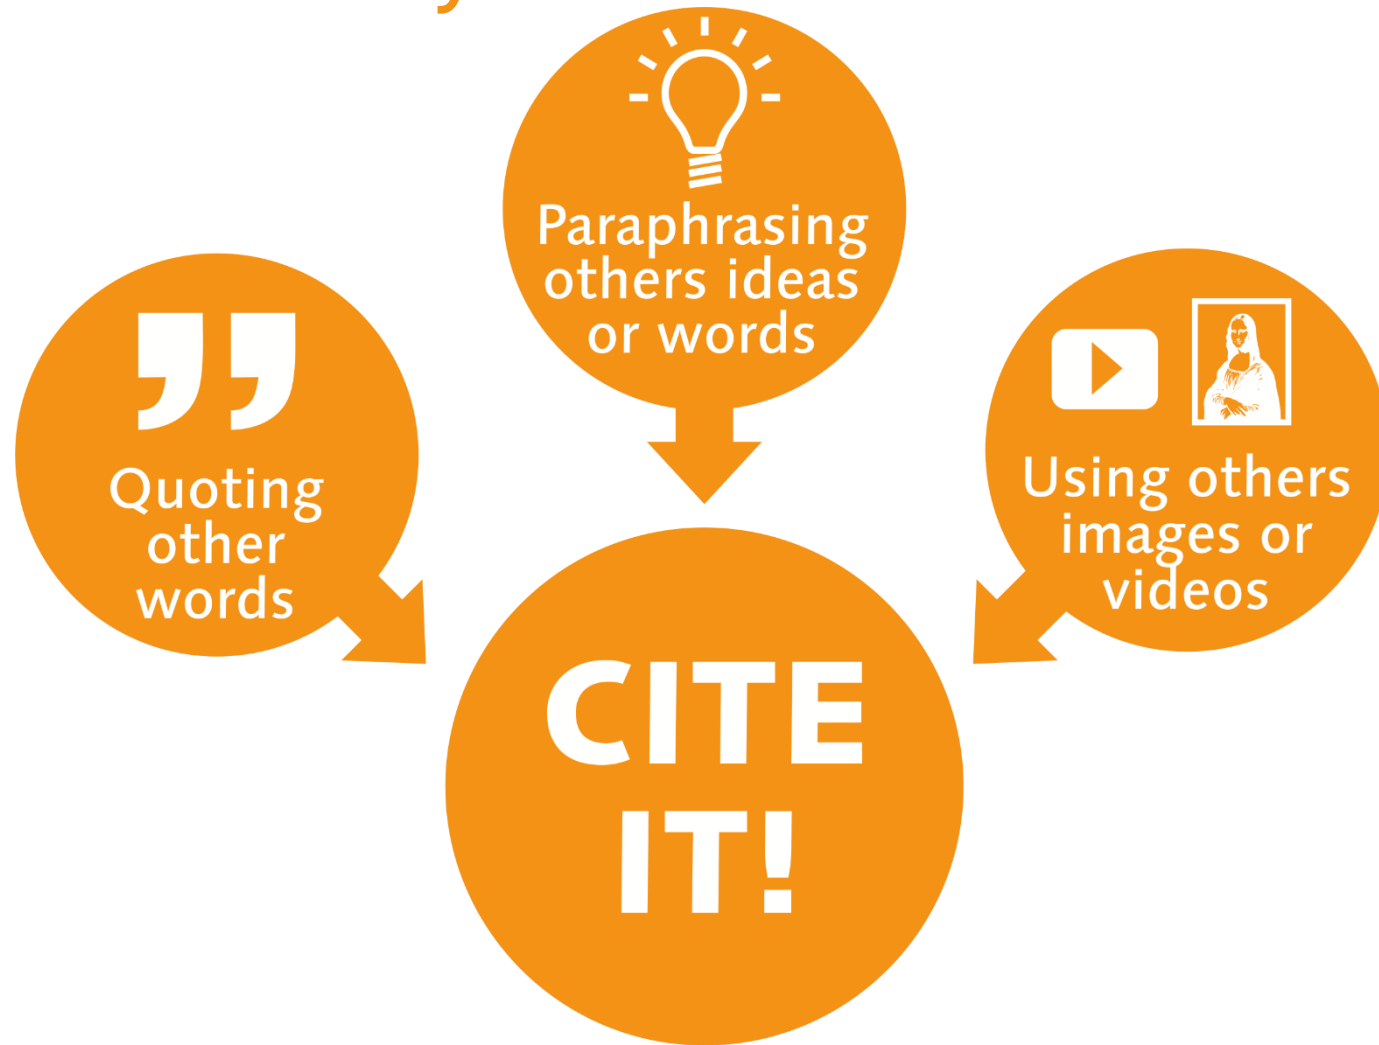 Paraphrasing
others ideas
or words
Quoting
other
words
Using others
images or
videos
CITE
IT!